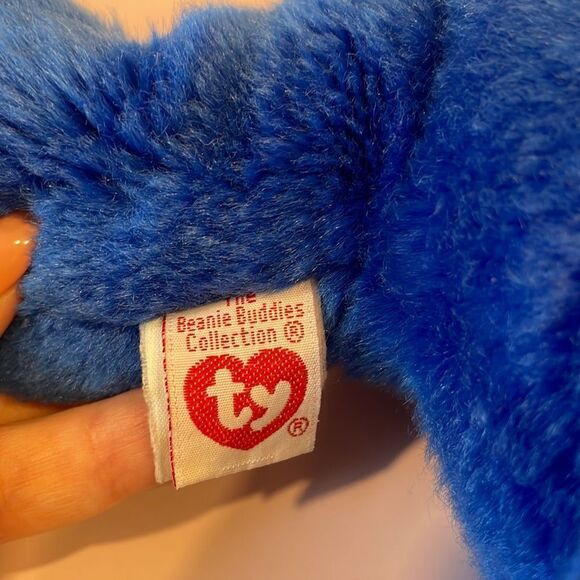 The
Beanie Buddies
Collection ®
ty
®